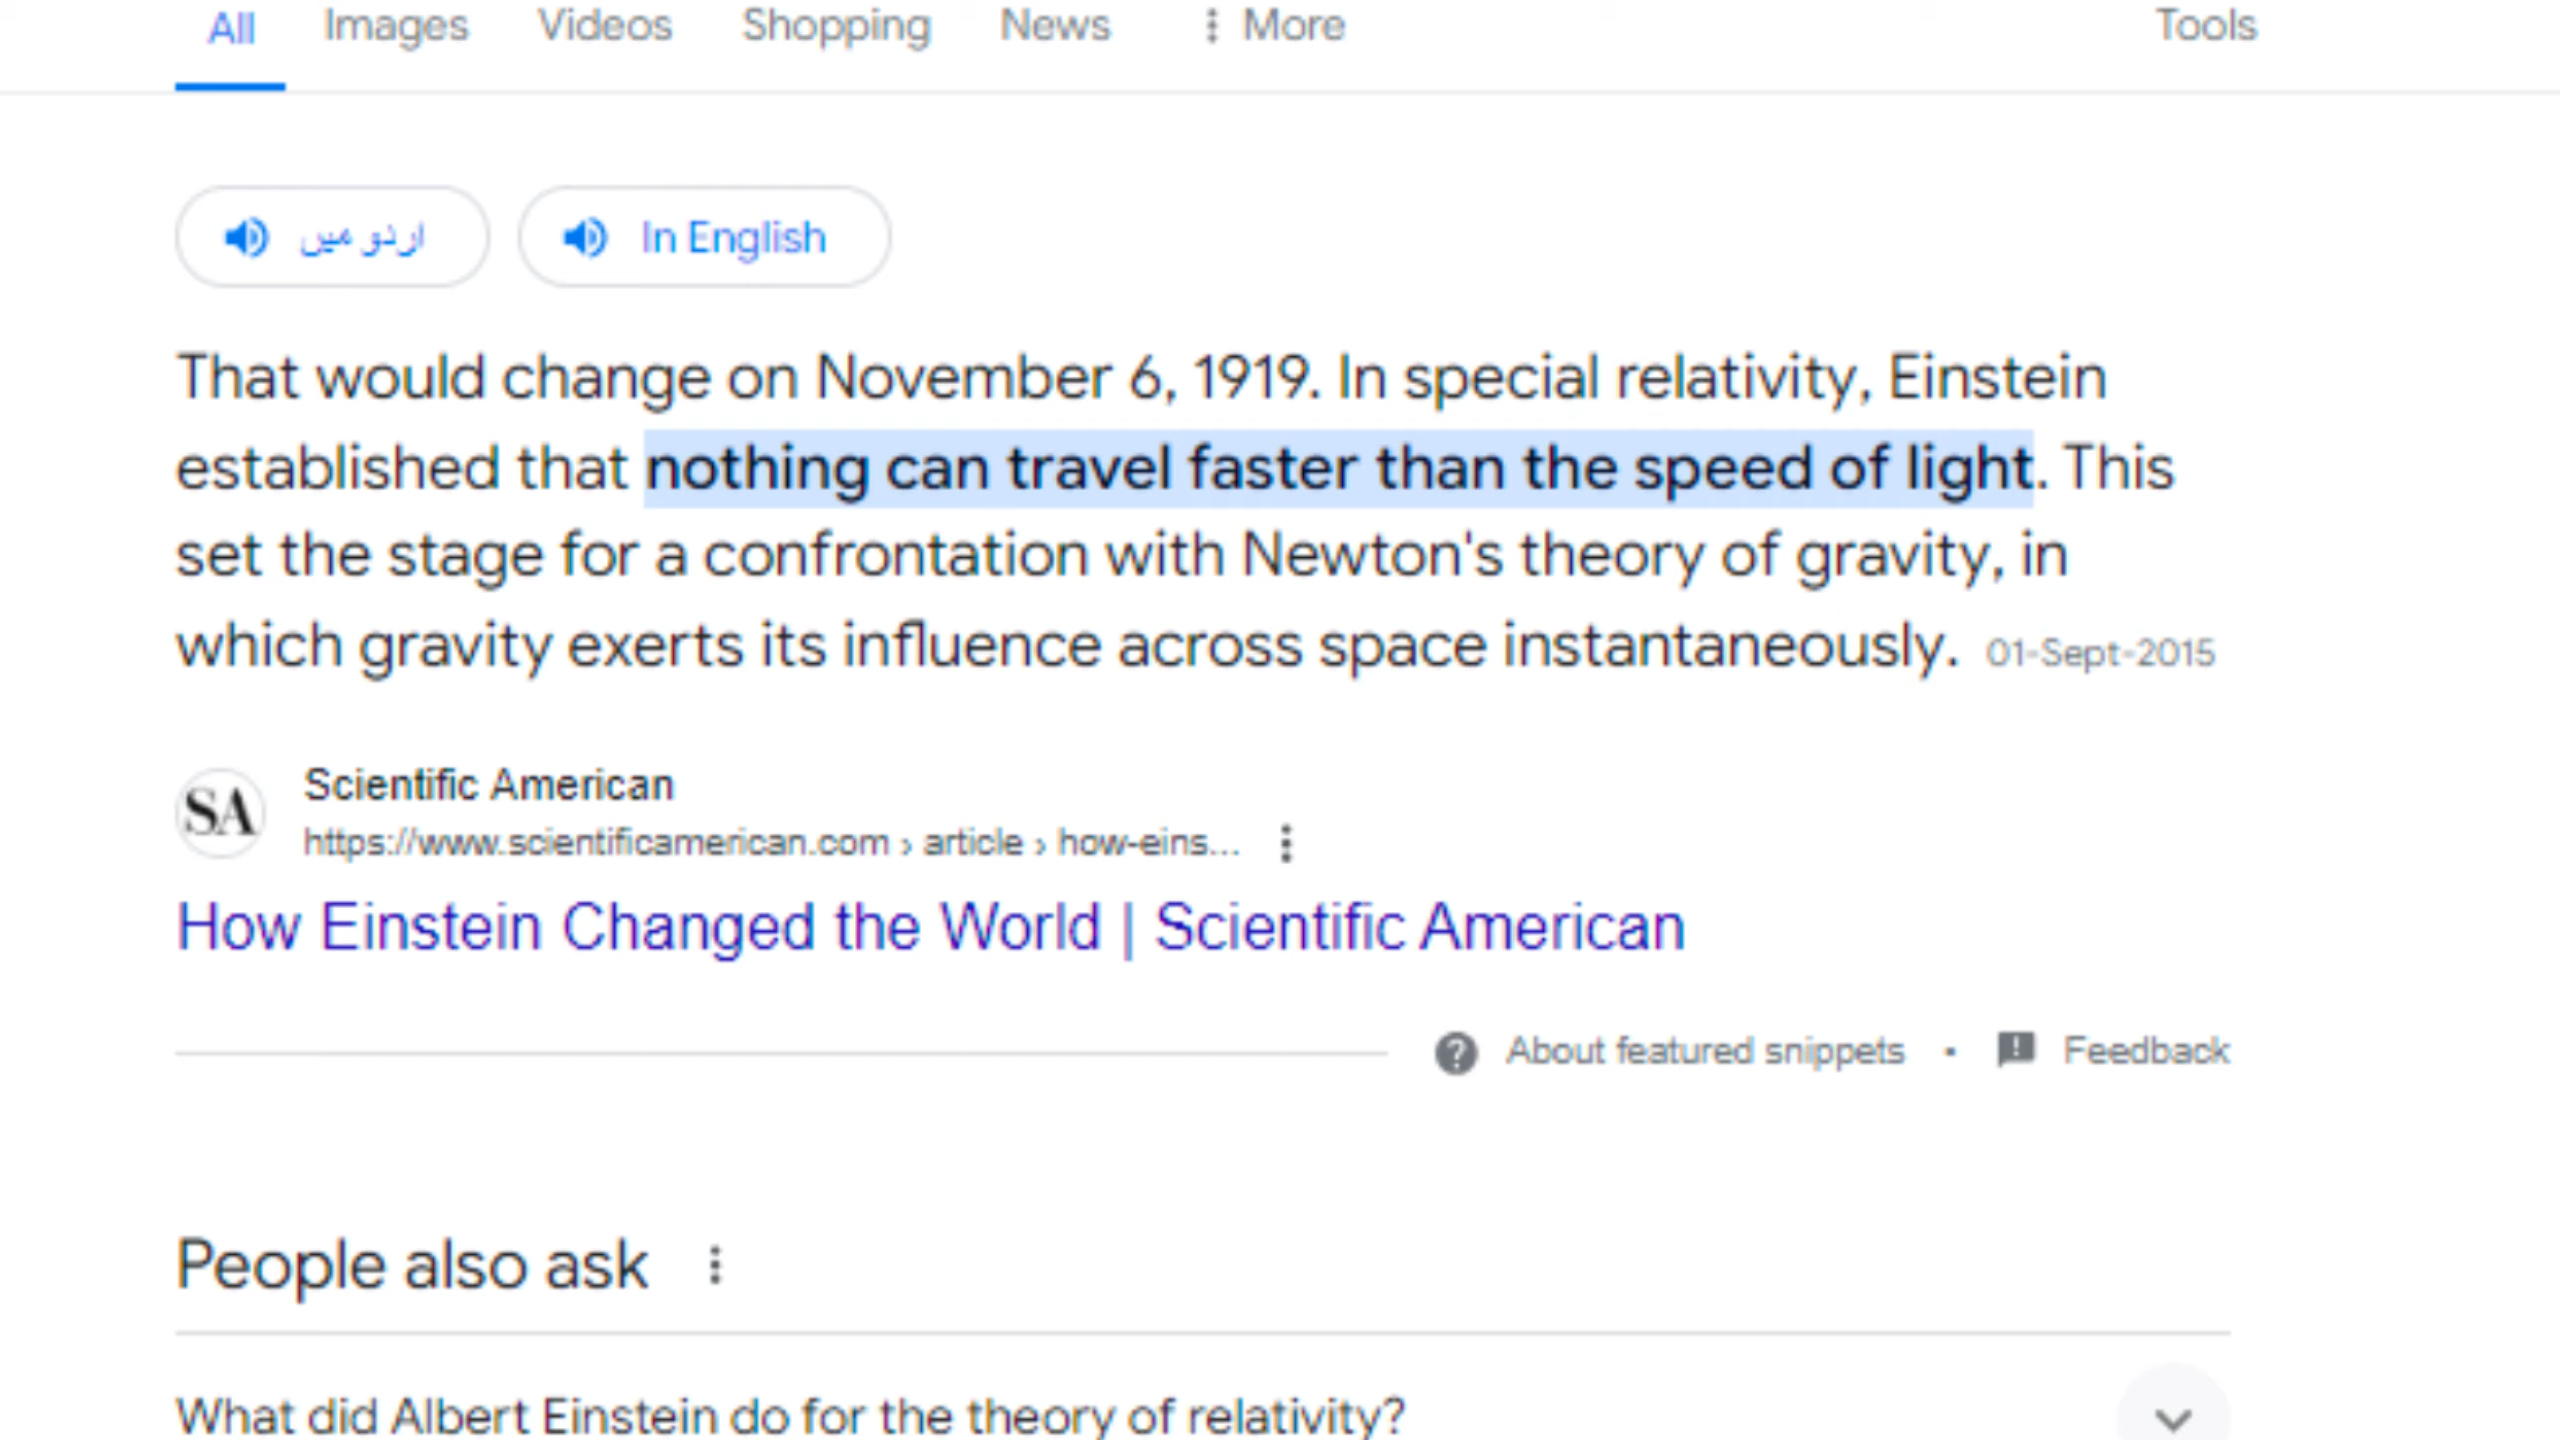 All Images Videos Shopping News More Tools
اردو میں In English
That would change on November 6, 1919. In special relativity, Einstein
established that nothing can travel faster than the speed of light. This
set the stage for a confrontation with Newton's theory of gravity, in
which gravity exerts its influence across space instantaneously. 01-Sept-2015
SA Scientific American
https://www.scientificamerican.com › article › how-eins...
How Einstein Changed the World | Scientific American
About featured snippets • Feedback
People also ask
What did Albert Einstein do for the theory of relativity?